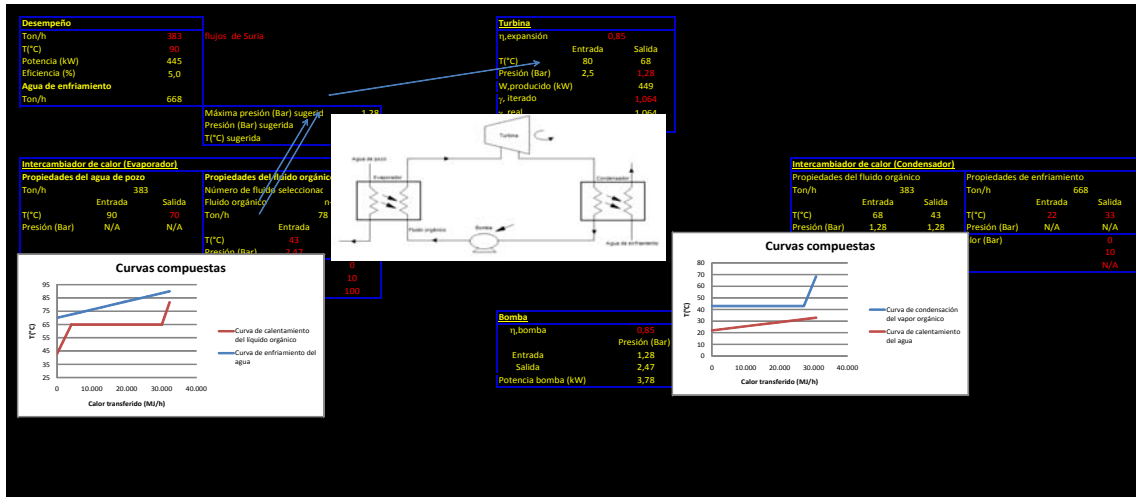 Desempeño
Ton/h 383 flujos de Suria
T(°C) 90
Potencia (kW) 445
Eficiencia (%) 5,0
Agua de enfriamiento
Ton/h 668
Máxima presión (Bar) sugerid 1,28
Presión (Bar) sugerida
T(°C) sugerida
Turbina
η,expansión 0,85
Entrada Salida
T(°C) 80 68
Presión (Bar) 2,5 1,28
W,producido (kW) 449
γ, iterado 1,064
γ, real 1,064
Turbina
Agua de pozo
Evaporador
Condensador
Fluido orgánico
Bomba
Agua de enfriamiento
Intercambiador de calor (Evaporador)
Propiedades del agua de pozo
Ton/h 383
Entrada Salida
T(°C) 90 70
Presión (Bar) N/A N/A
Propiedades del fluido orgánic
Número de fluido seleccionac
Fluido orgánico n-
Ton/h 78
Entrada
T(°C) 43
Presión (Bar) 2,47
0
10
100
Intercambiador de calor (Condensador)
Propiedades del fluido orgánico
Ton/h 383
Entrada Salida
T(°C) 68 43
Presión (Bar) 1,28 1,28
Propiedades de enfriamiento
Ton/h 668
Entrada Salida
T(°C) 22 33
Presión (Bar) N/A N/A
lor (Bar) 0
10
N/A
Curvas compuestas
T(°C)
95
85
75
65
55
45
35
25
0 10.000 20.000 30.000 40.000
Calor transferido (MJ/h)
Curva de calentamiento del líquido orgánico
Curva de enfriamiento del agua
Bomba
η,bomba 0,85
Presión (Bar)
Entrada 1,28
Salida 2,47
Potencia bomba (kW) 3,78
Curvas compuestas
T(°C)
80
70
60
50
40
30
20
10
0
0 10.000 20.000 30.000 40.000
Calor transferido (MJ/h)
Curva de condensación del vapor orgánico
Curva de calentamiento del agua